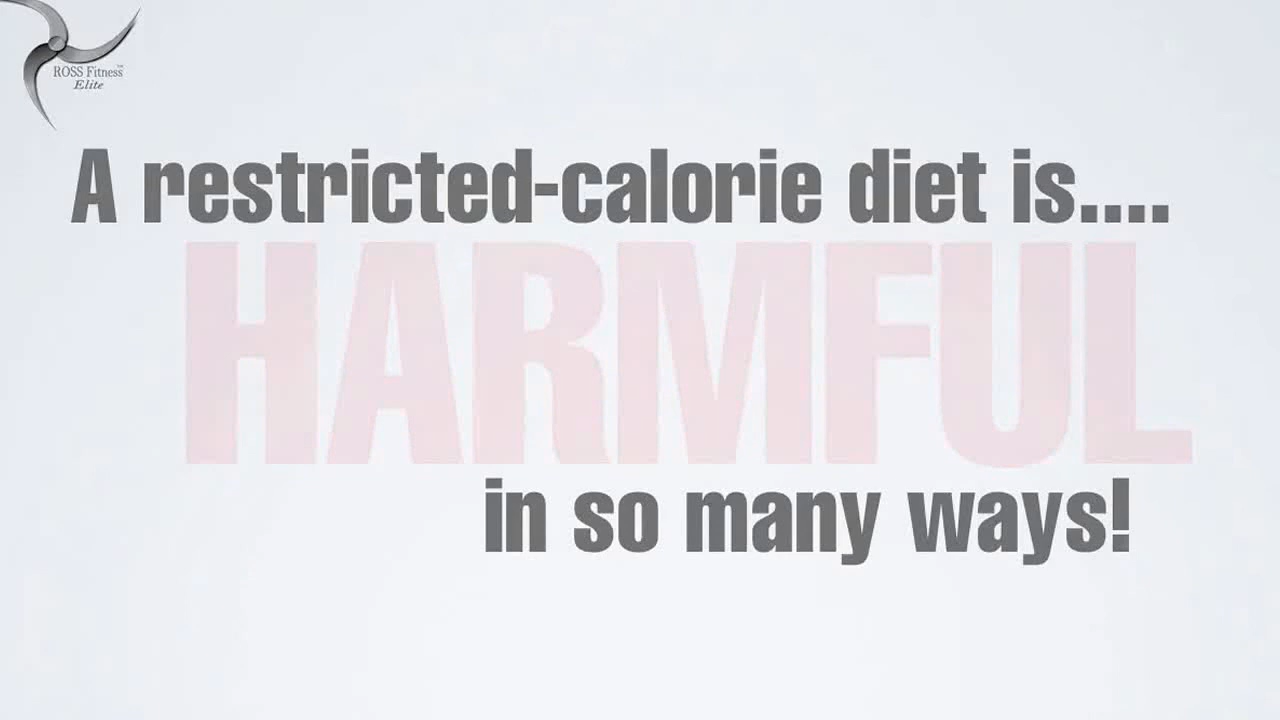 ROSS Fitness™
Elite
A restricted-calorie diet is....
HARMFUL
in so many ways!